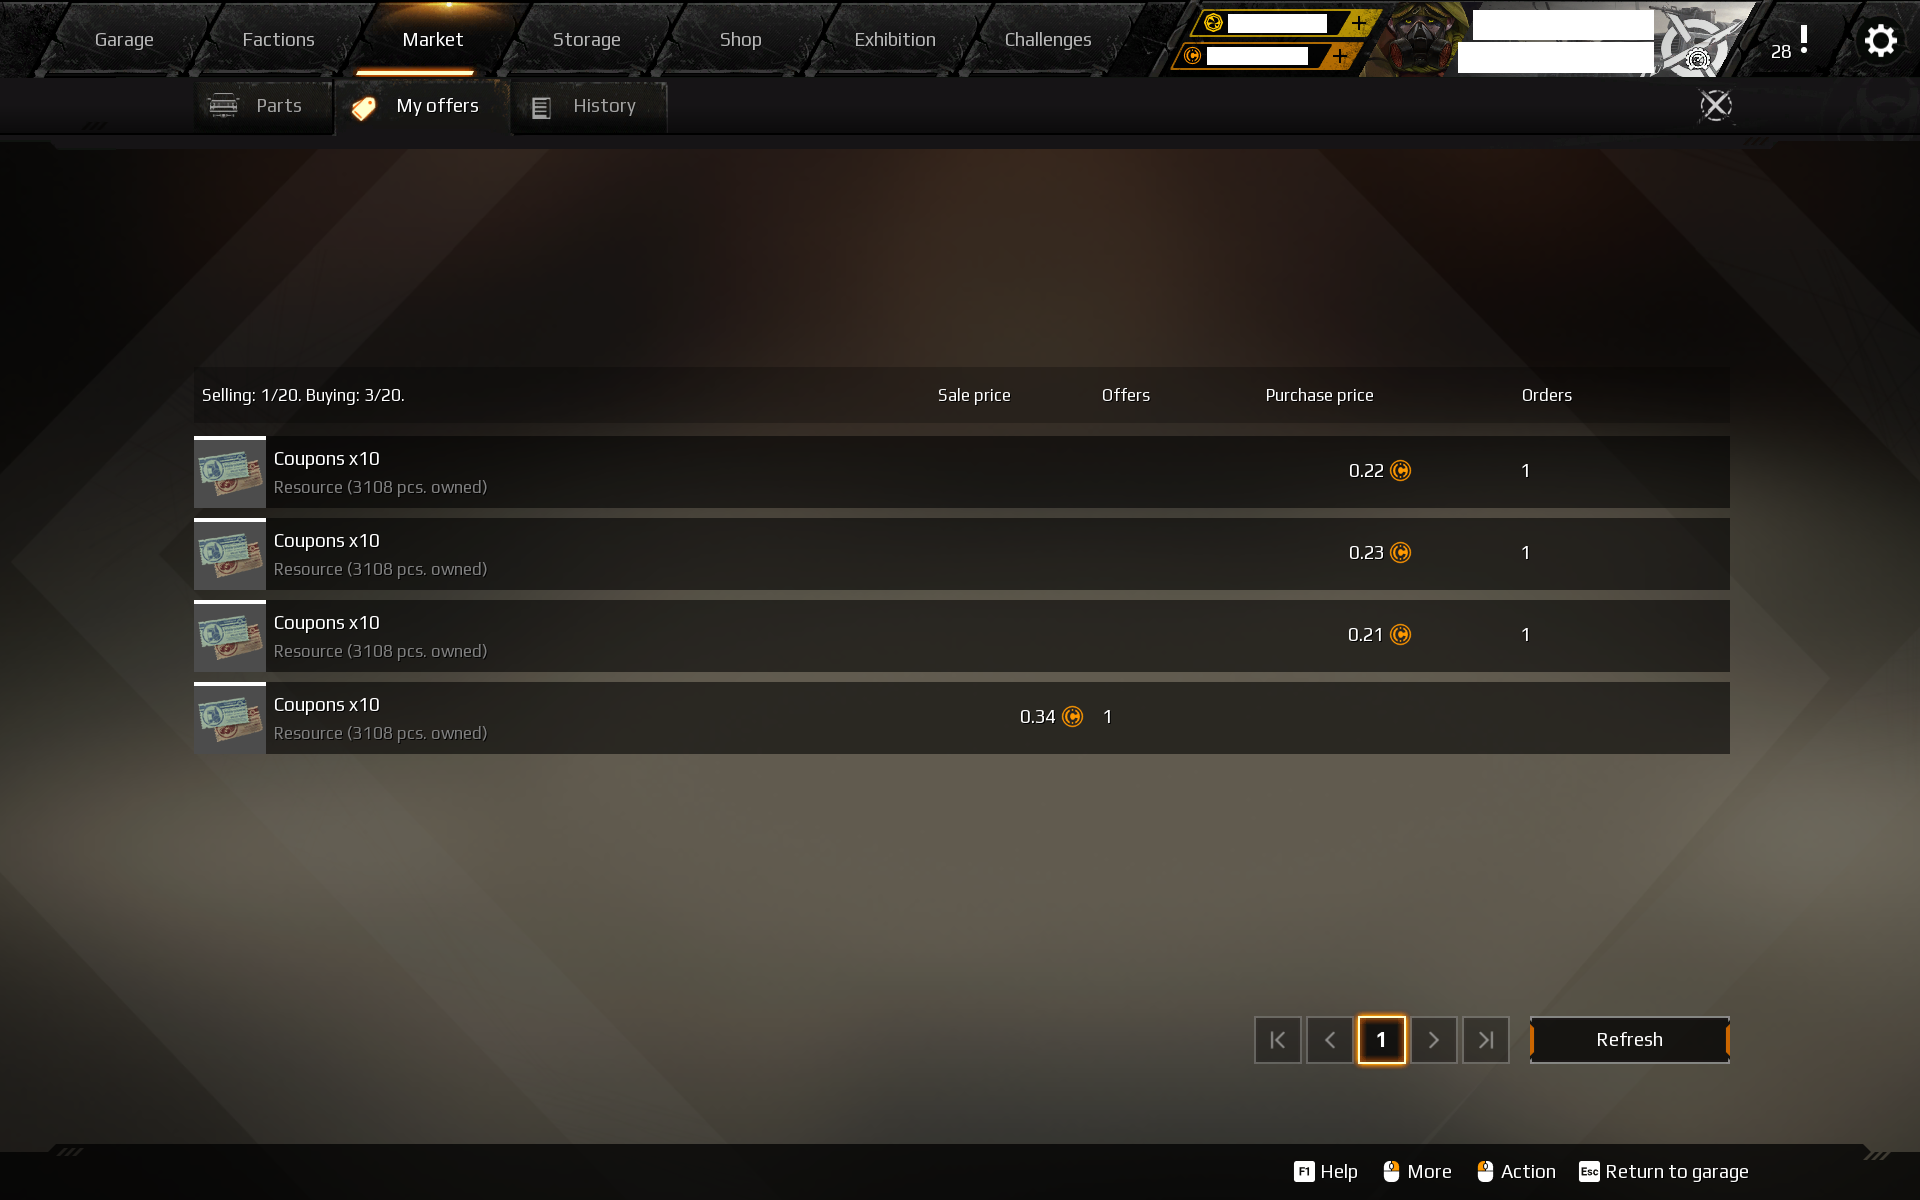 Garage Factions Market Storage Shop Exhibition Challenges 28 !
Parts My offers History
Selling: 1/20. Buying: 3/20. Sale price Offers Purchase price Orders
Coupons x10
Resource (3108 pcs. owned)
0.22 1
Coupons x10
Resource (3108 pcs. owned)
0.23 1
Coupons x10
Resource (3108 pcs. owned)
0.21 1
Coupons x10
Resource (3108 pcs. owned)
0.34 1
1 Refresh
F1 Help More Action Esc Return to garage